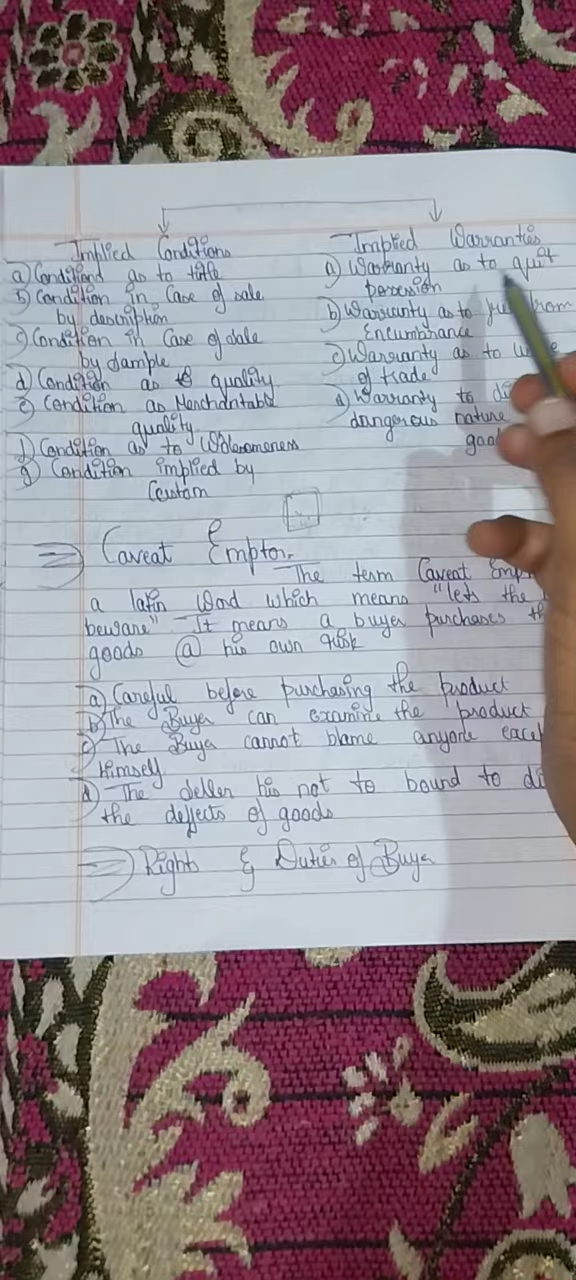 Implied Conditions
a) Conditiond as to title
b) Condition in Case of sale
by description
c) Condition in Case of sale
by sample
d) Condition as to quality
e) Condition as Merchantable
quality
f) Condition as to Wolesomeness
g) Condition implied by
Custom
Implied Warranties
a) Warranty as to quit
possession
b) Warranty as to from
Encumbrance
c) Warranty as to
of trade
d) Warranty to
dangerous nature
Caveat Emptor
The term Caveat
a latin Word which means "lets the
beware" It means a buyer purchases
goods @ his own risk
a) Careful before purchasing the product
b) The Buyer can examine the product
c) The Buyer cannot blame anyone
Himself
d) The seller his not to bound to
the defects of goods
Rights & Duties of Buyer